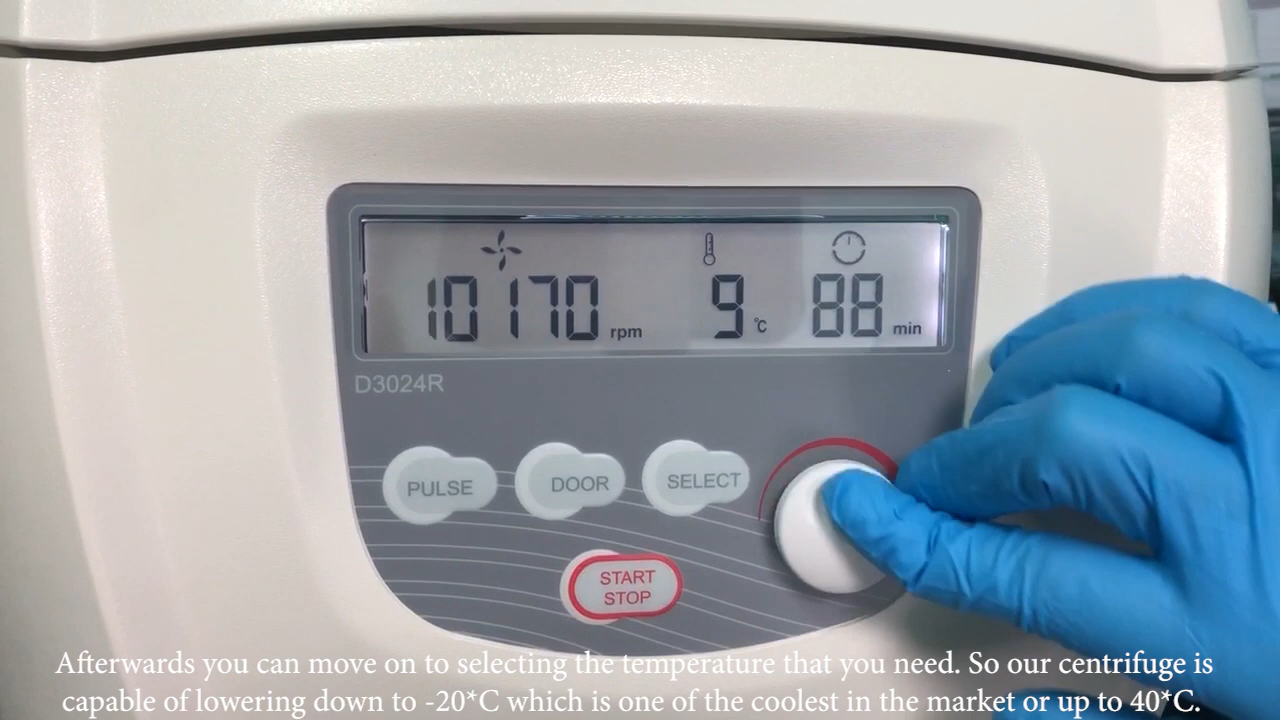 10170 rpm 9 °C 88 min
D3024R
PULSE DOOR SELECT
START
STOP
Afterwards you can move on to selecting the temperature that you need. So our centrifuge is
capable of lowering down to -20*C which is one of the coolest in the market or up to 40*C.